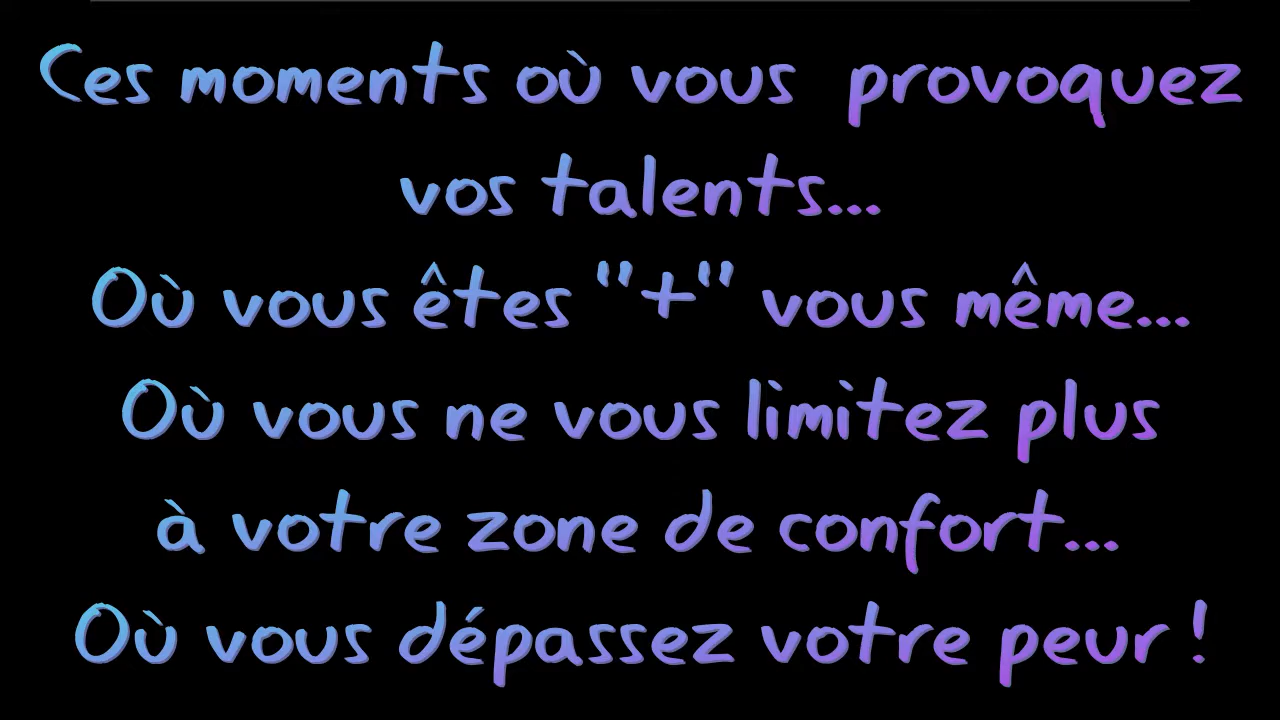 Ces moments où vous provoquez
vos talents...
Où vous êtes "+" vous même...
Où vous ne vous limitez plus
à votre zone de confort...
Où vous dépassez votre peur !